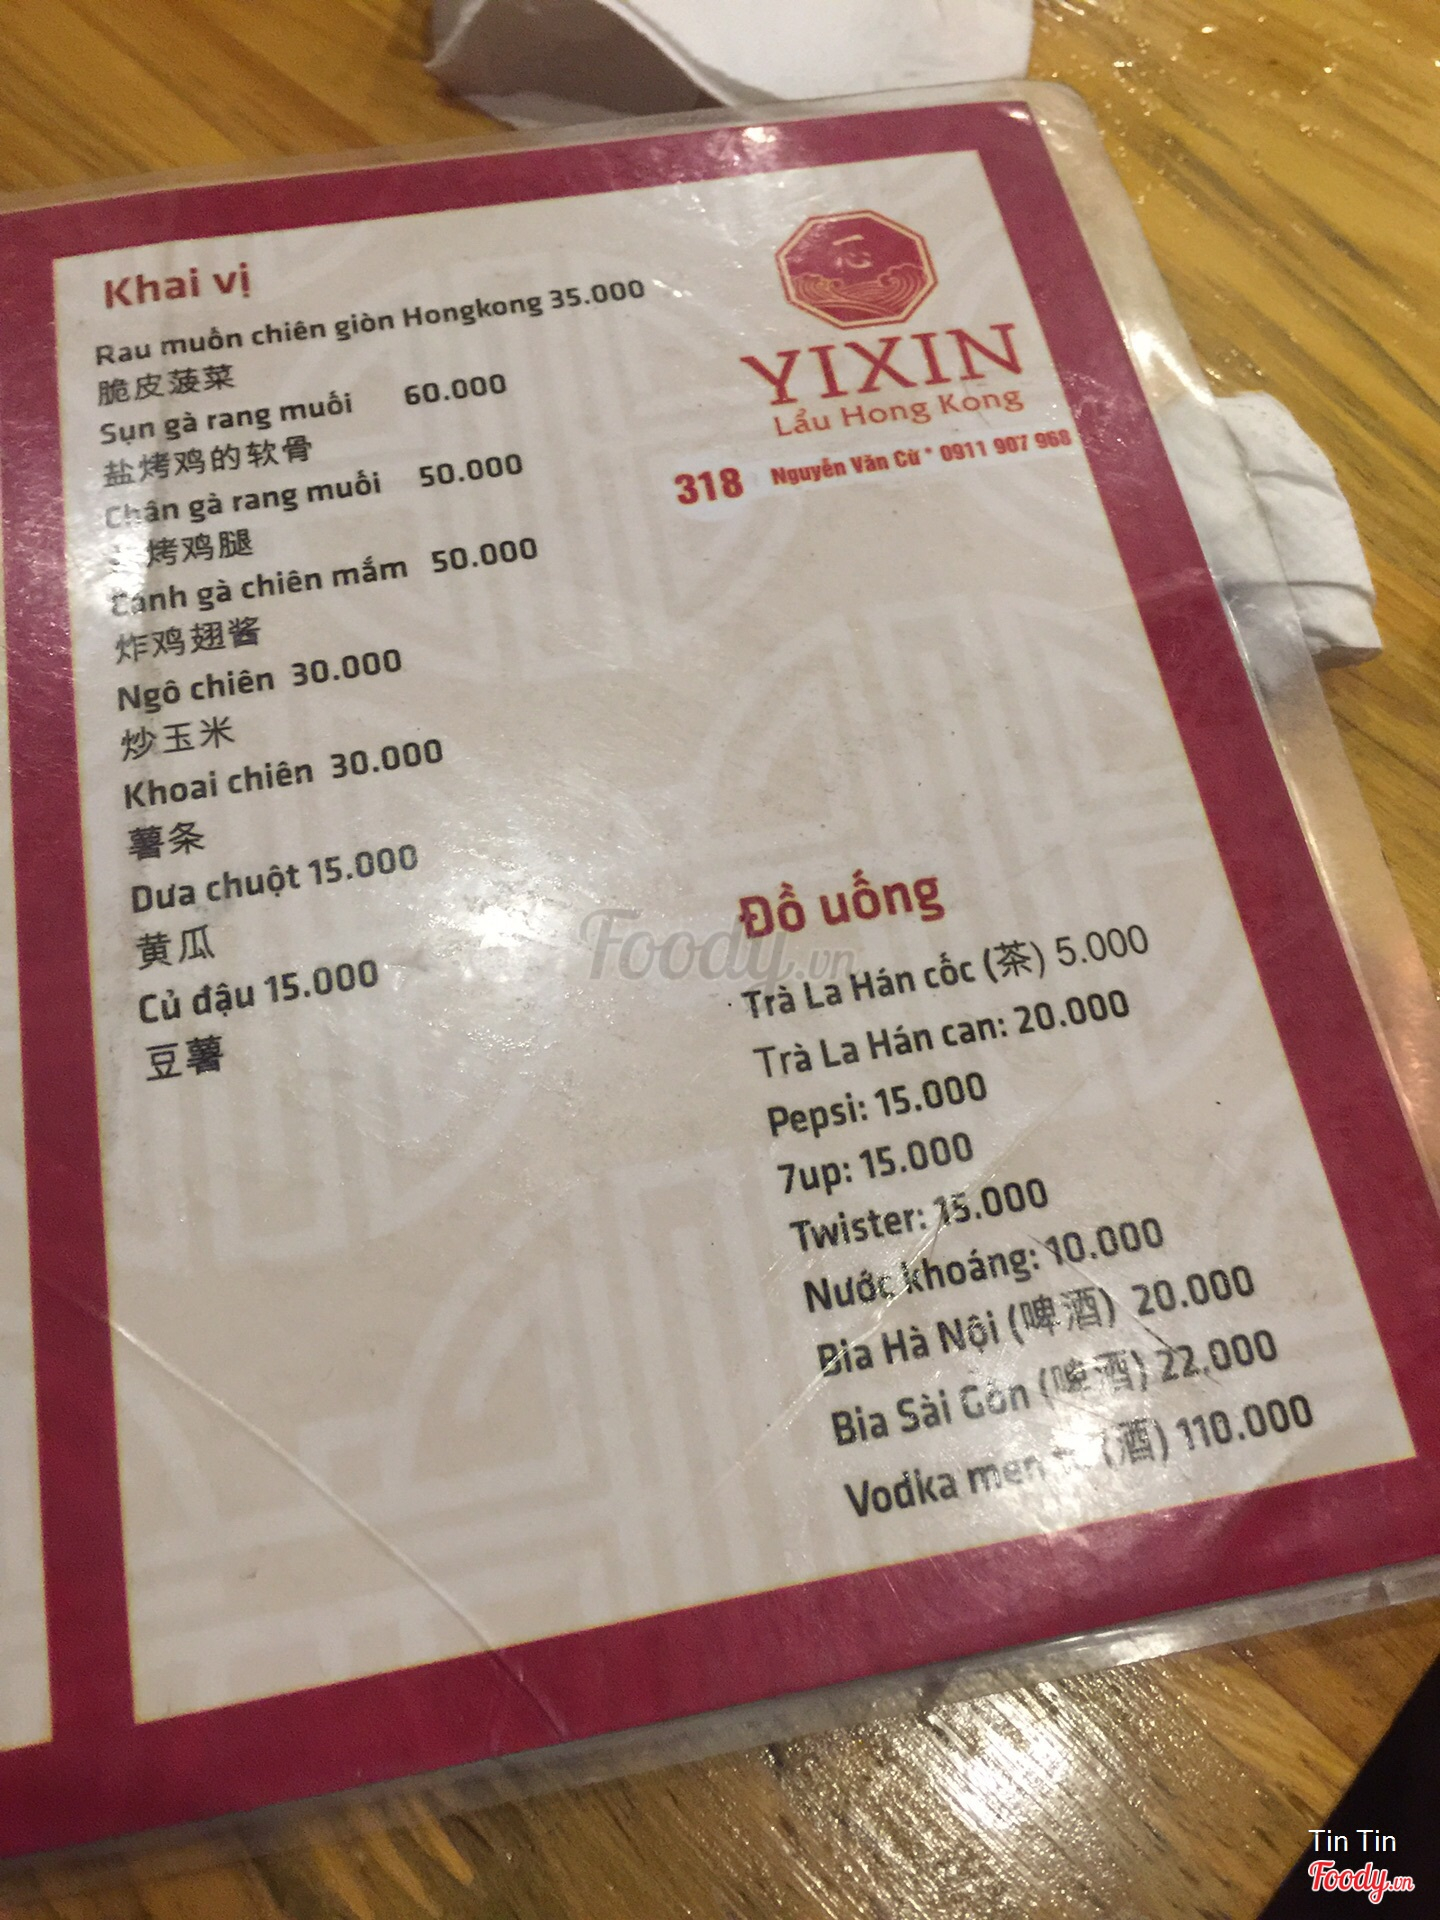 Khai vị
Rau muốn chiên giòn Hongkong 35.000
脆皮菠菜
Sụn gà rang muối 60.000
盐烤鸡的软骨
Chân gà rang muối 50.000
烤鸡腿
Cánh gà chiên mắm 50.000
炸鸡翅酱
Ngô chiên 30.000
炒玉米
Khoai chiên 30.000
薯条
Dưa chuột 15.000
黄瓜
Củ đậu 15.000
豆薯
一心
YIXIN
Lẩu Hong Kong
318 Nguyễn Văn Cừ * 0911 907 968
Đồ uống
Trà La Hán cốc (茶) 5.000
Trà La Hán can: 20.000
Pepsi: 15.000
7up: 15.000
Twister: 15.000
Nước khoáng: 10.000
Bia Hà Nội (啤酒) 20.000
Bia Sài Gòn (啤酒) 22.000
Vodka men (酒) 110.000
Foody.vn
Tin Tin
Foody.vn